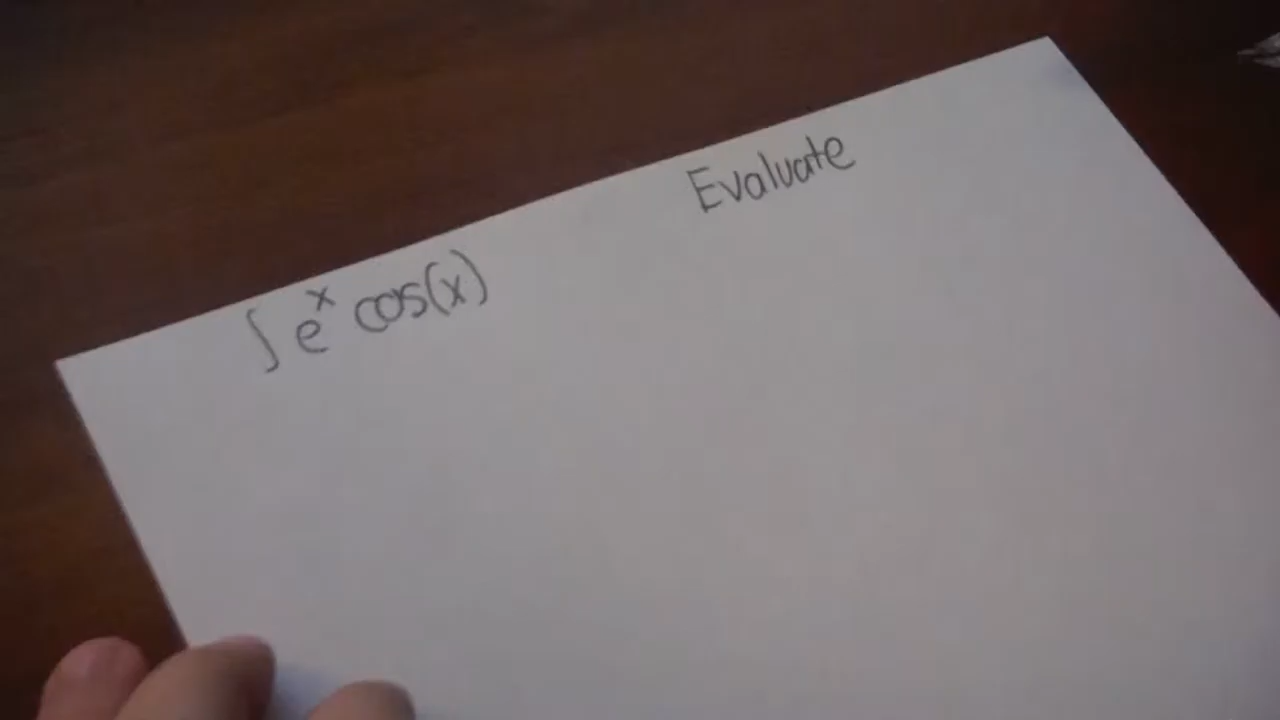 Evaluate
∫ e^x cos(x)